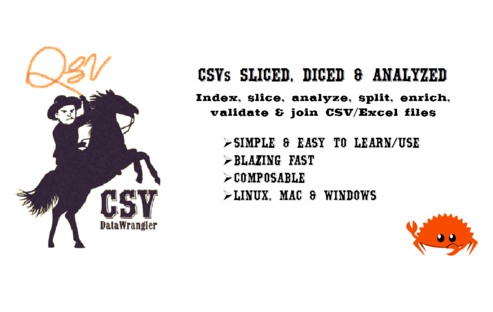 Qsv
CSV
DataWrangler
CSVs SLICED, DICED & ANALYZED
Index, slice, analyze, split, enrich,
validate & join CSV/Excel files
➢SIMPLE & EASY TO LEARN/USE
➢BLAZING FAST
➢COMPOSABLE
➢LINUX, MAC & WINDOWS